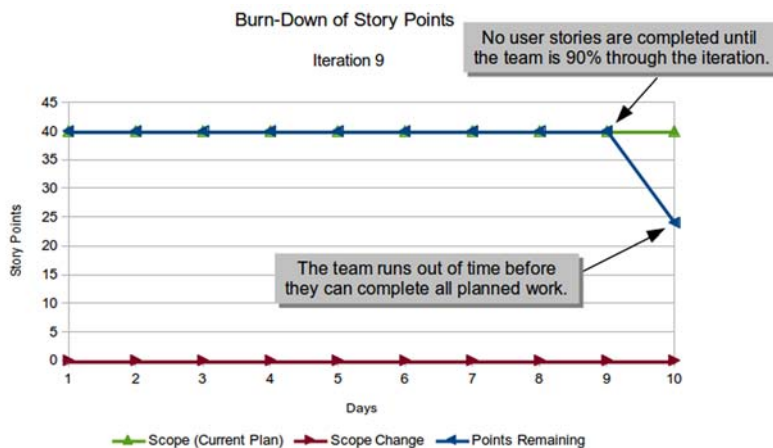 Burn-Down of Story Points
Iteration 9
No user stories are completed until
the team is 90% through the iteration.
45
40
35
30
25
20
15
10
5
0
Story Points
The team runs out of time before
they can complete all planned work.
1 2 3 4 5 6 7 8 9 10
Days
Scope (Current Plan) Scope Change Points Remaining